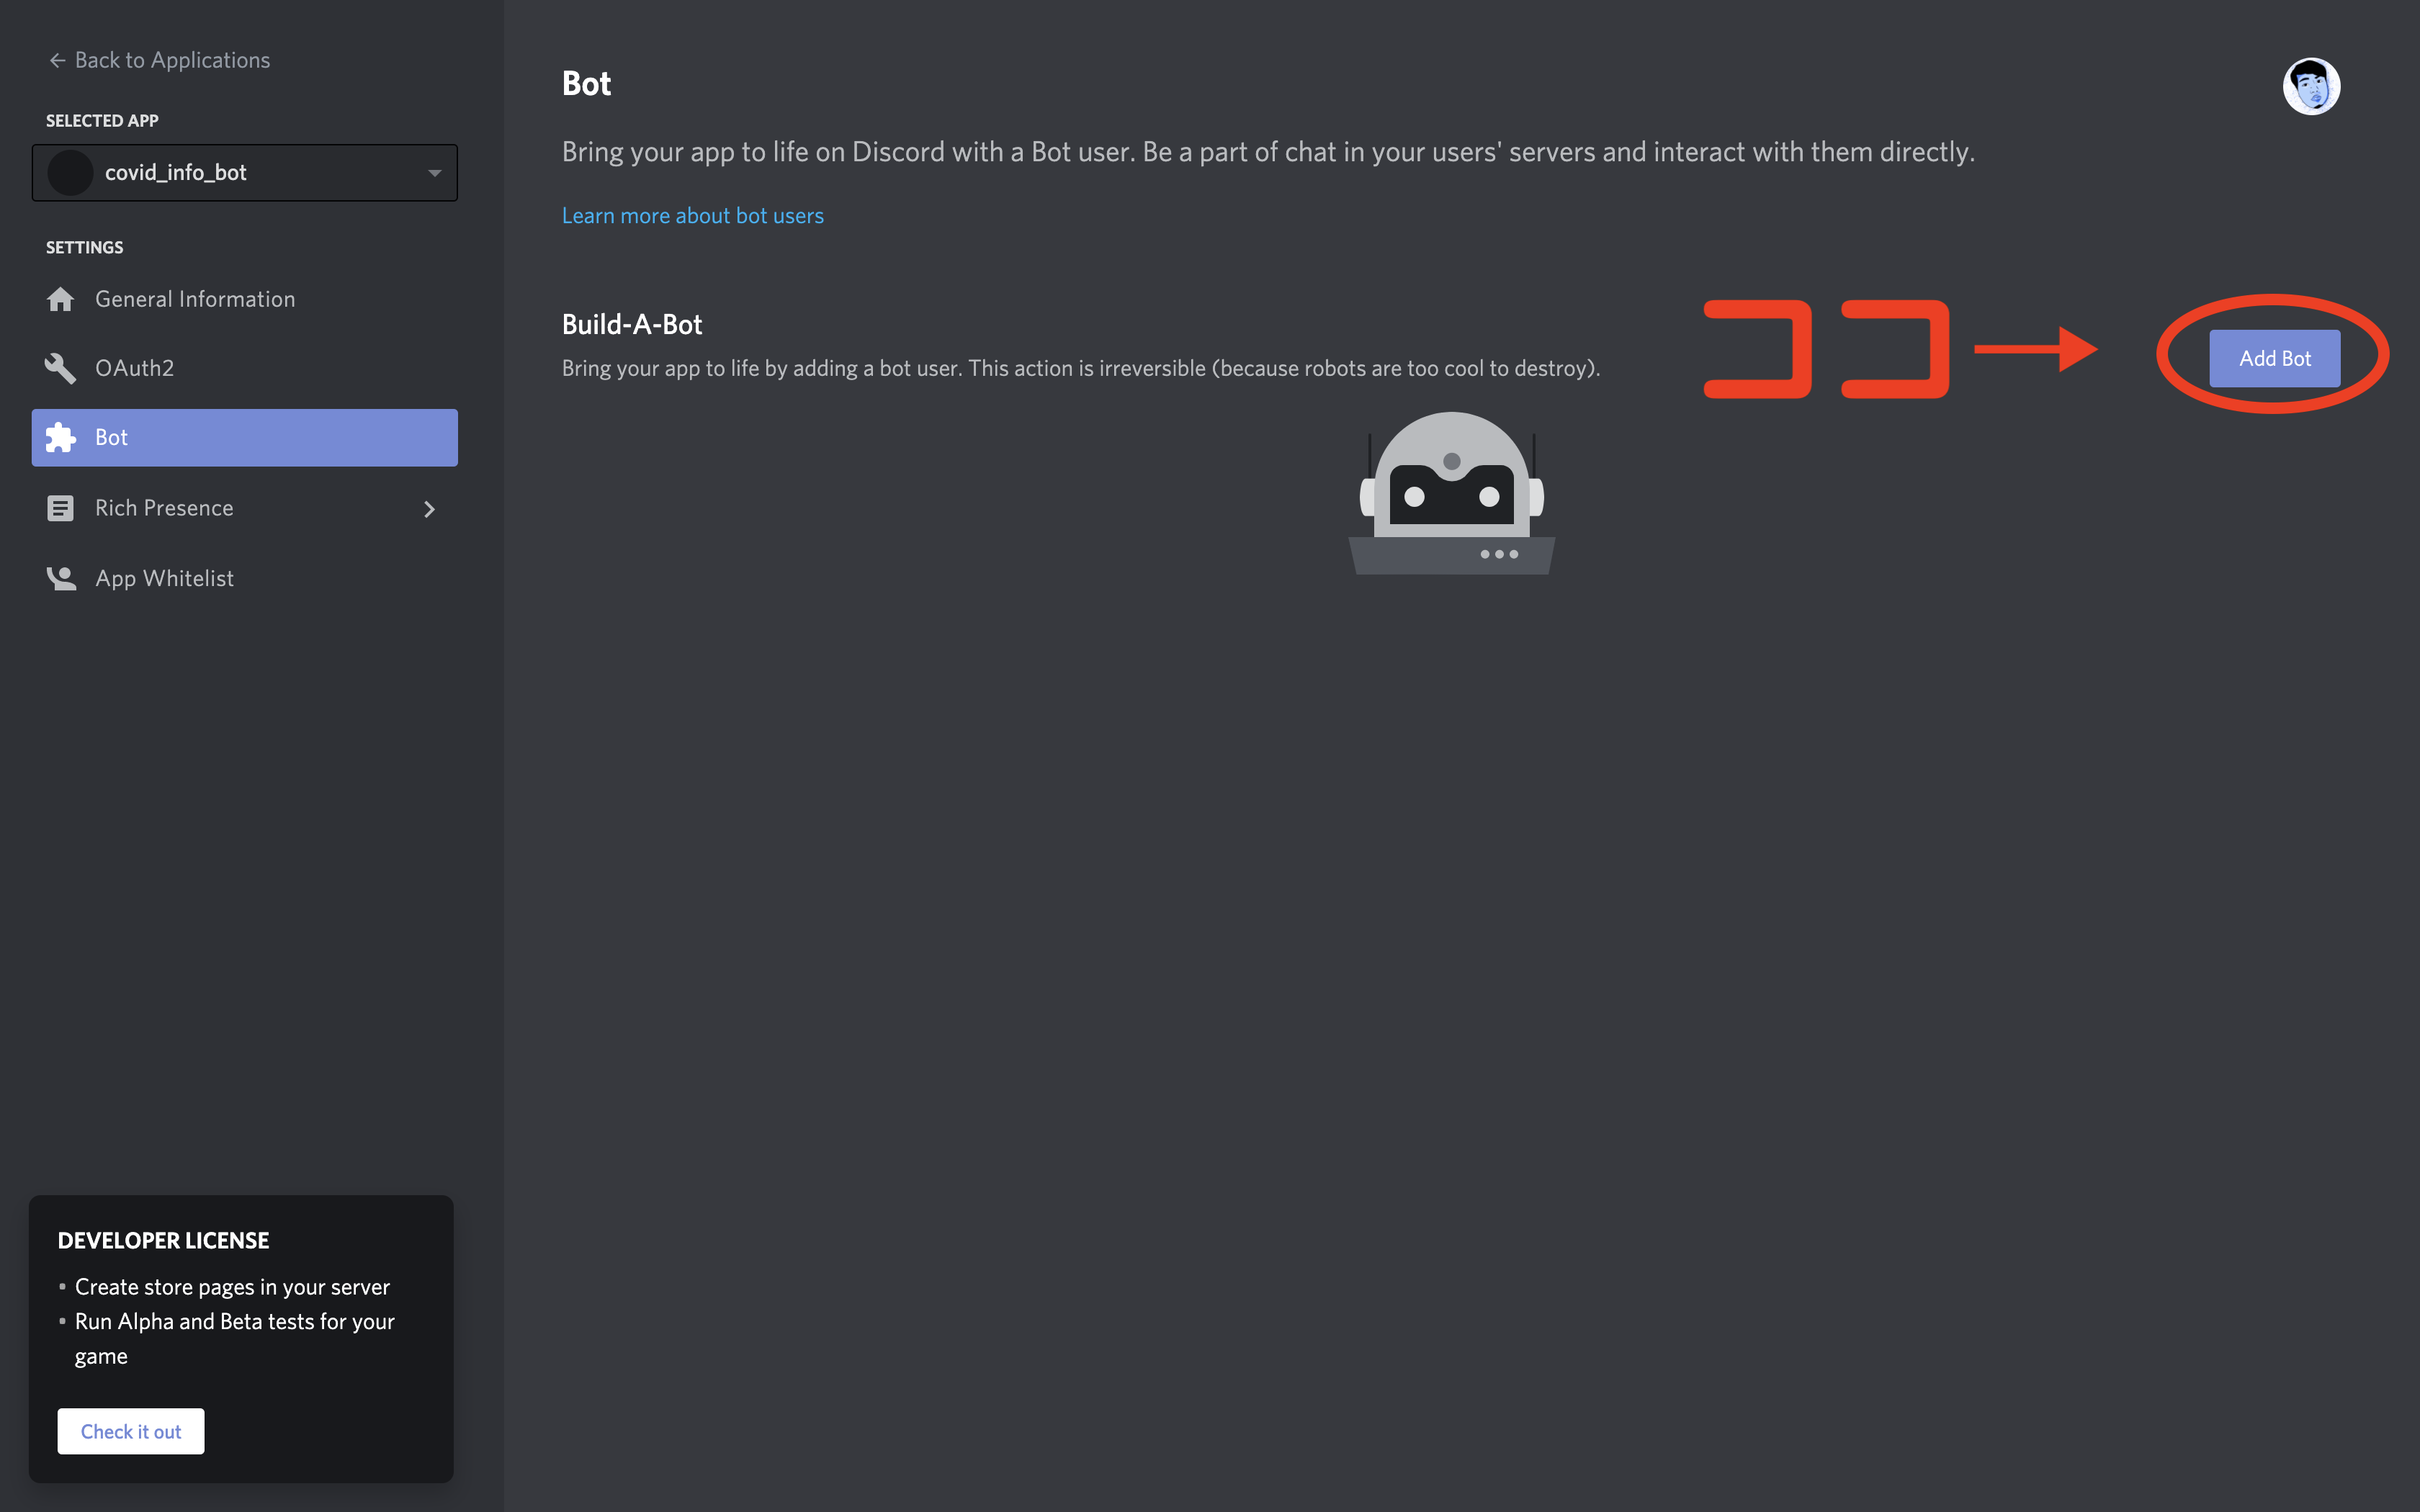 Back to Applications
SELECTED APP
covid_info_bot
SETTINGS
General Information
OAuth2
Bot
Rich Presence
App Whitelist
DEVELOPER LICENSE
Create store pages in your server
Run Alpha and Beta tests for your
game
Check it out
Bot
Bring your app to life on Discord with a Bot user. Be a part of chat in your users' servers and interact with them directly.
Learn more about bot users
Build-A-Bot
Bring your app to life by adding a bot user. This action is irreversible (because robots are too cool to destroy).
ココ
Add Bot